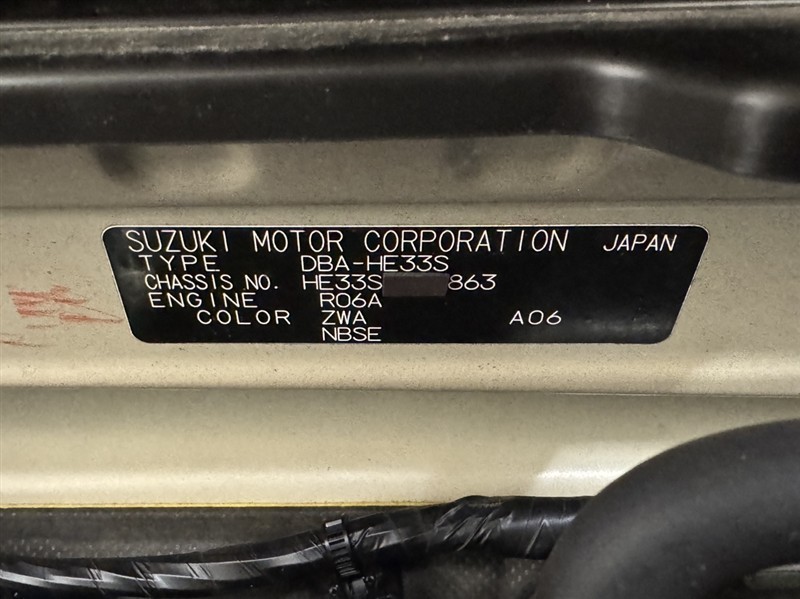 SUZUKI MOTOR CORPORATION JAPAN
TYPE DBA-HE33S
CHASSIS NO. HE33S 863
ENGINE R06A
COLOR ZWA A06
NBSE